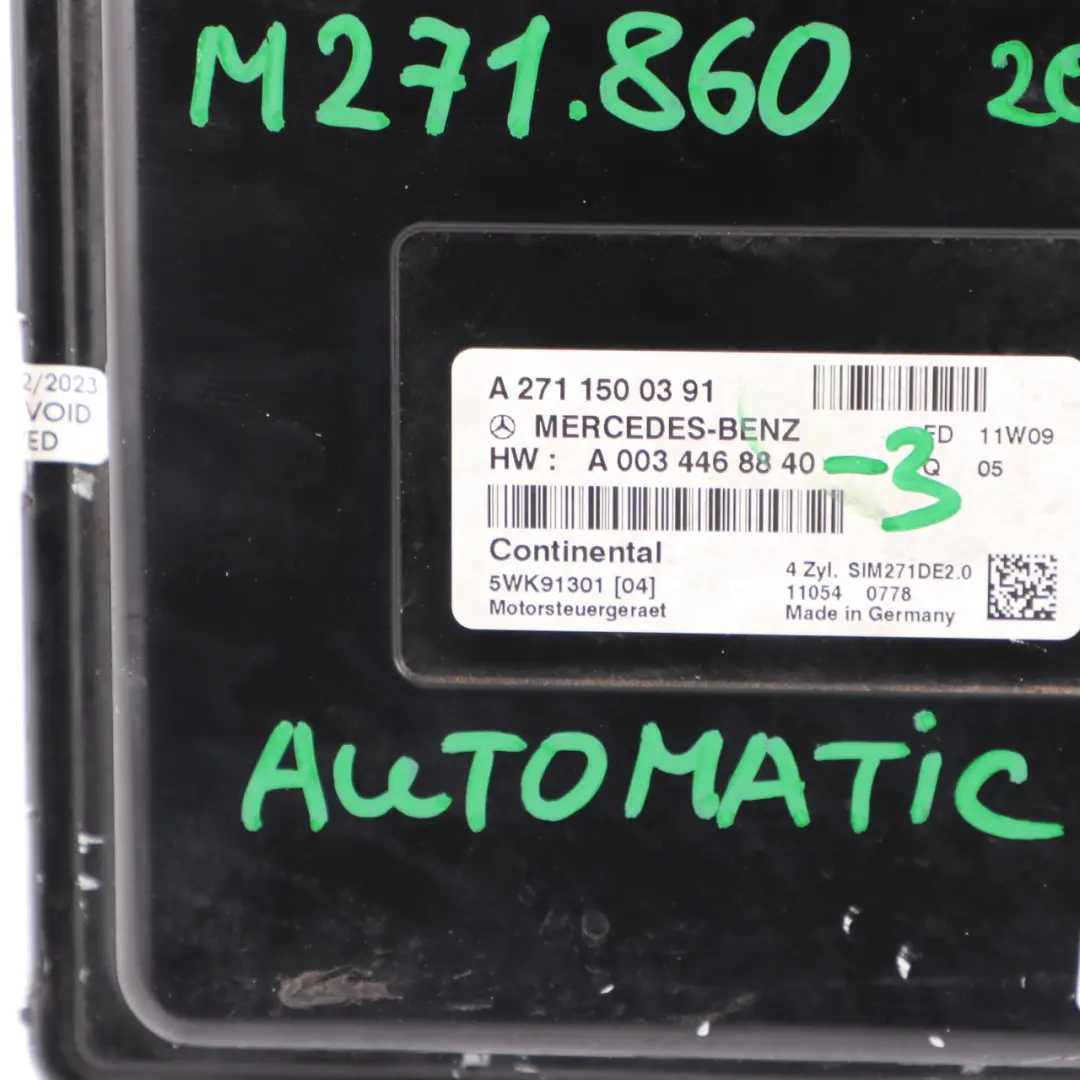 M271.860
A 271 150 03 91
MERCEDES-BENZ
11W09
HW : A 003 446 88 40 -3
Q 05
Continental
5WK91301 [04]
Motorsteuergeraet
4 Zyl. SIM271DE2.0
11054 0778
Made in Germany
2/2023
VOID
AUTOMATIC